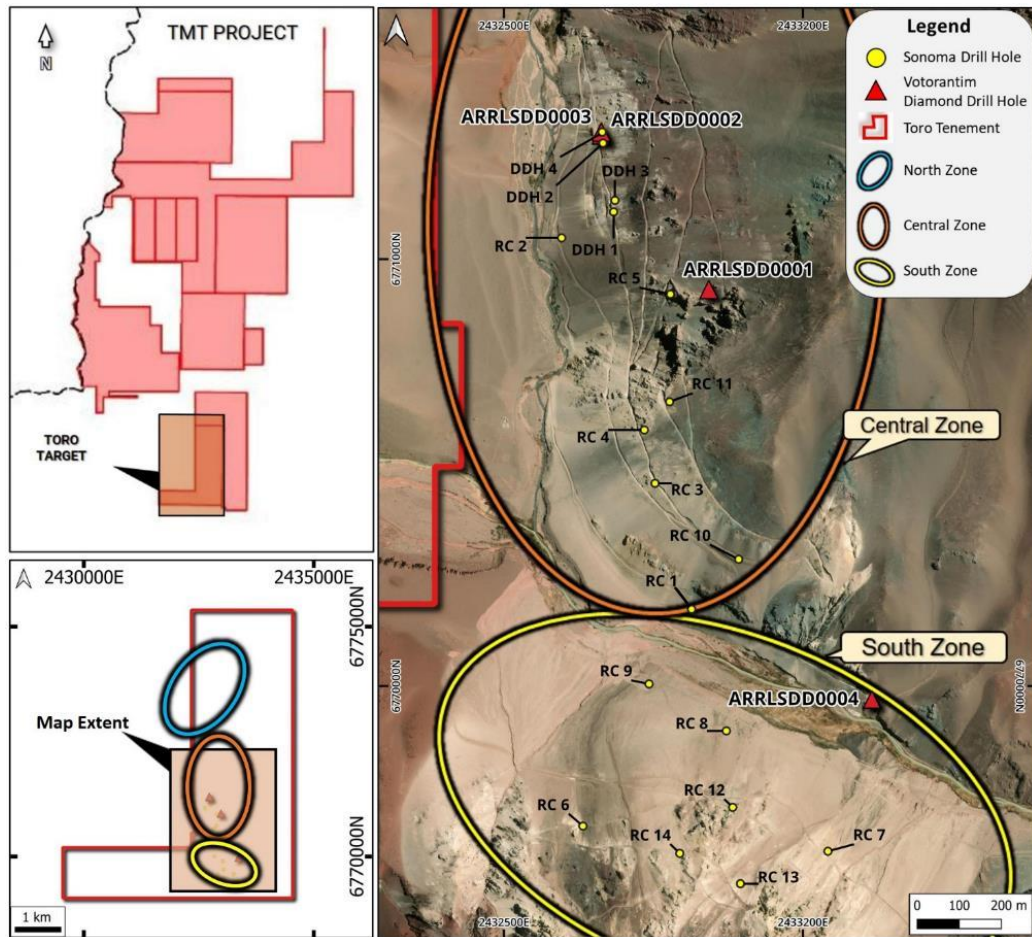 TMT PROJECT
N
TORO
TARGET
2430000E
2435000E
6775000N
6770000N
Map Extent
1 km
2432500E
2433200E
6771000N
Legend
Sonoma Drill Hole
Votorantim
Diamond Drill Hole
Toro Tenement
North Zone
Central Zone
South Zone
ARRLSDD0003
ARRLSDD0002
DDH 4
DDH 3
DDH 2
RC 2
DDH 1
RC 5
ARRLSDD0001
RC 11
RC 4
Central Zone
RC 3
RC 10
RC 1
South Zone
RC 9
6770000N
6770000N
ARRLSDD0004
RC 8
RC 12
RC 6
RC 14
RC 7
RC 13
2432500E
2433200E
0 100 200 m